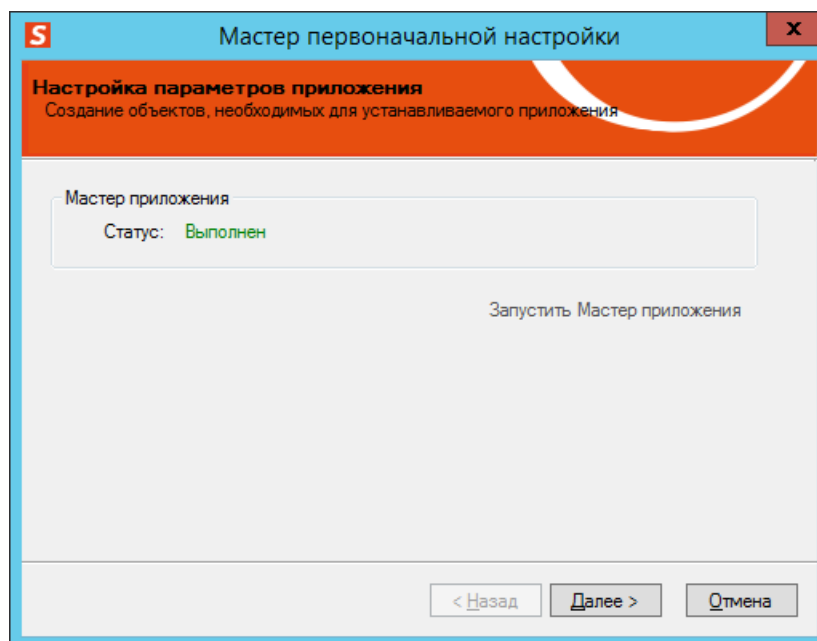 S
Мастер первоначальной настройки
x
Настройка параметров приложения
Создание объектов, необходимых для устанавливаемого приложения
Мастер приложения
Статус: Выполнен
Запустить Мастер приложения
< Назад Далее > Отмена